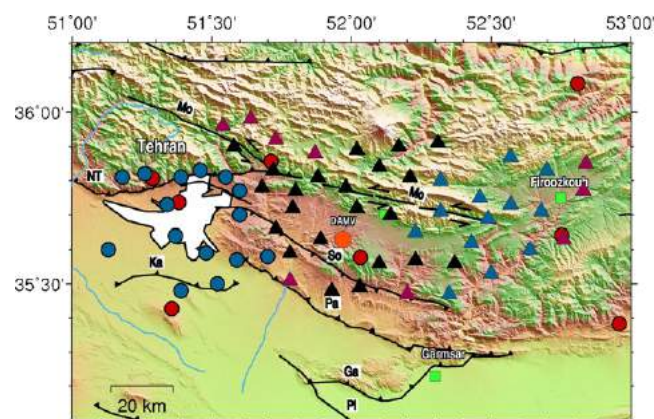 51°00' 51°30' 52°00' 52°30' 53°00'
36°00'
Mo
Tehran
NT
Mo
Firoozkouh
DAMV
So
Ka
35°30'
Pa
Garmsar
Ga
20 km
Pi